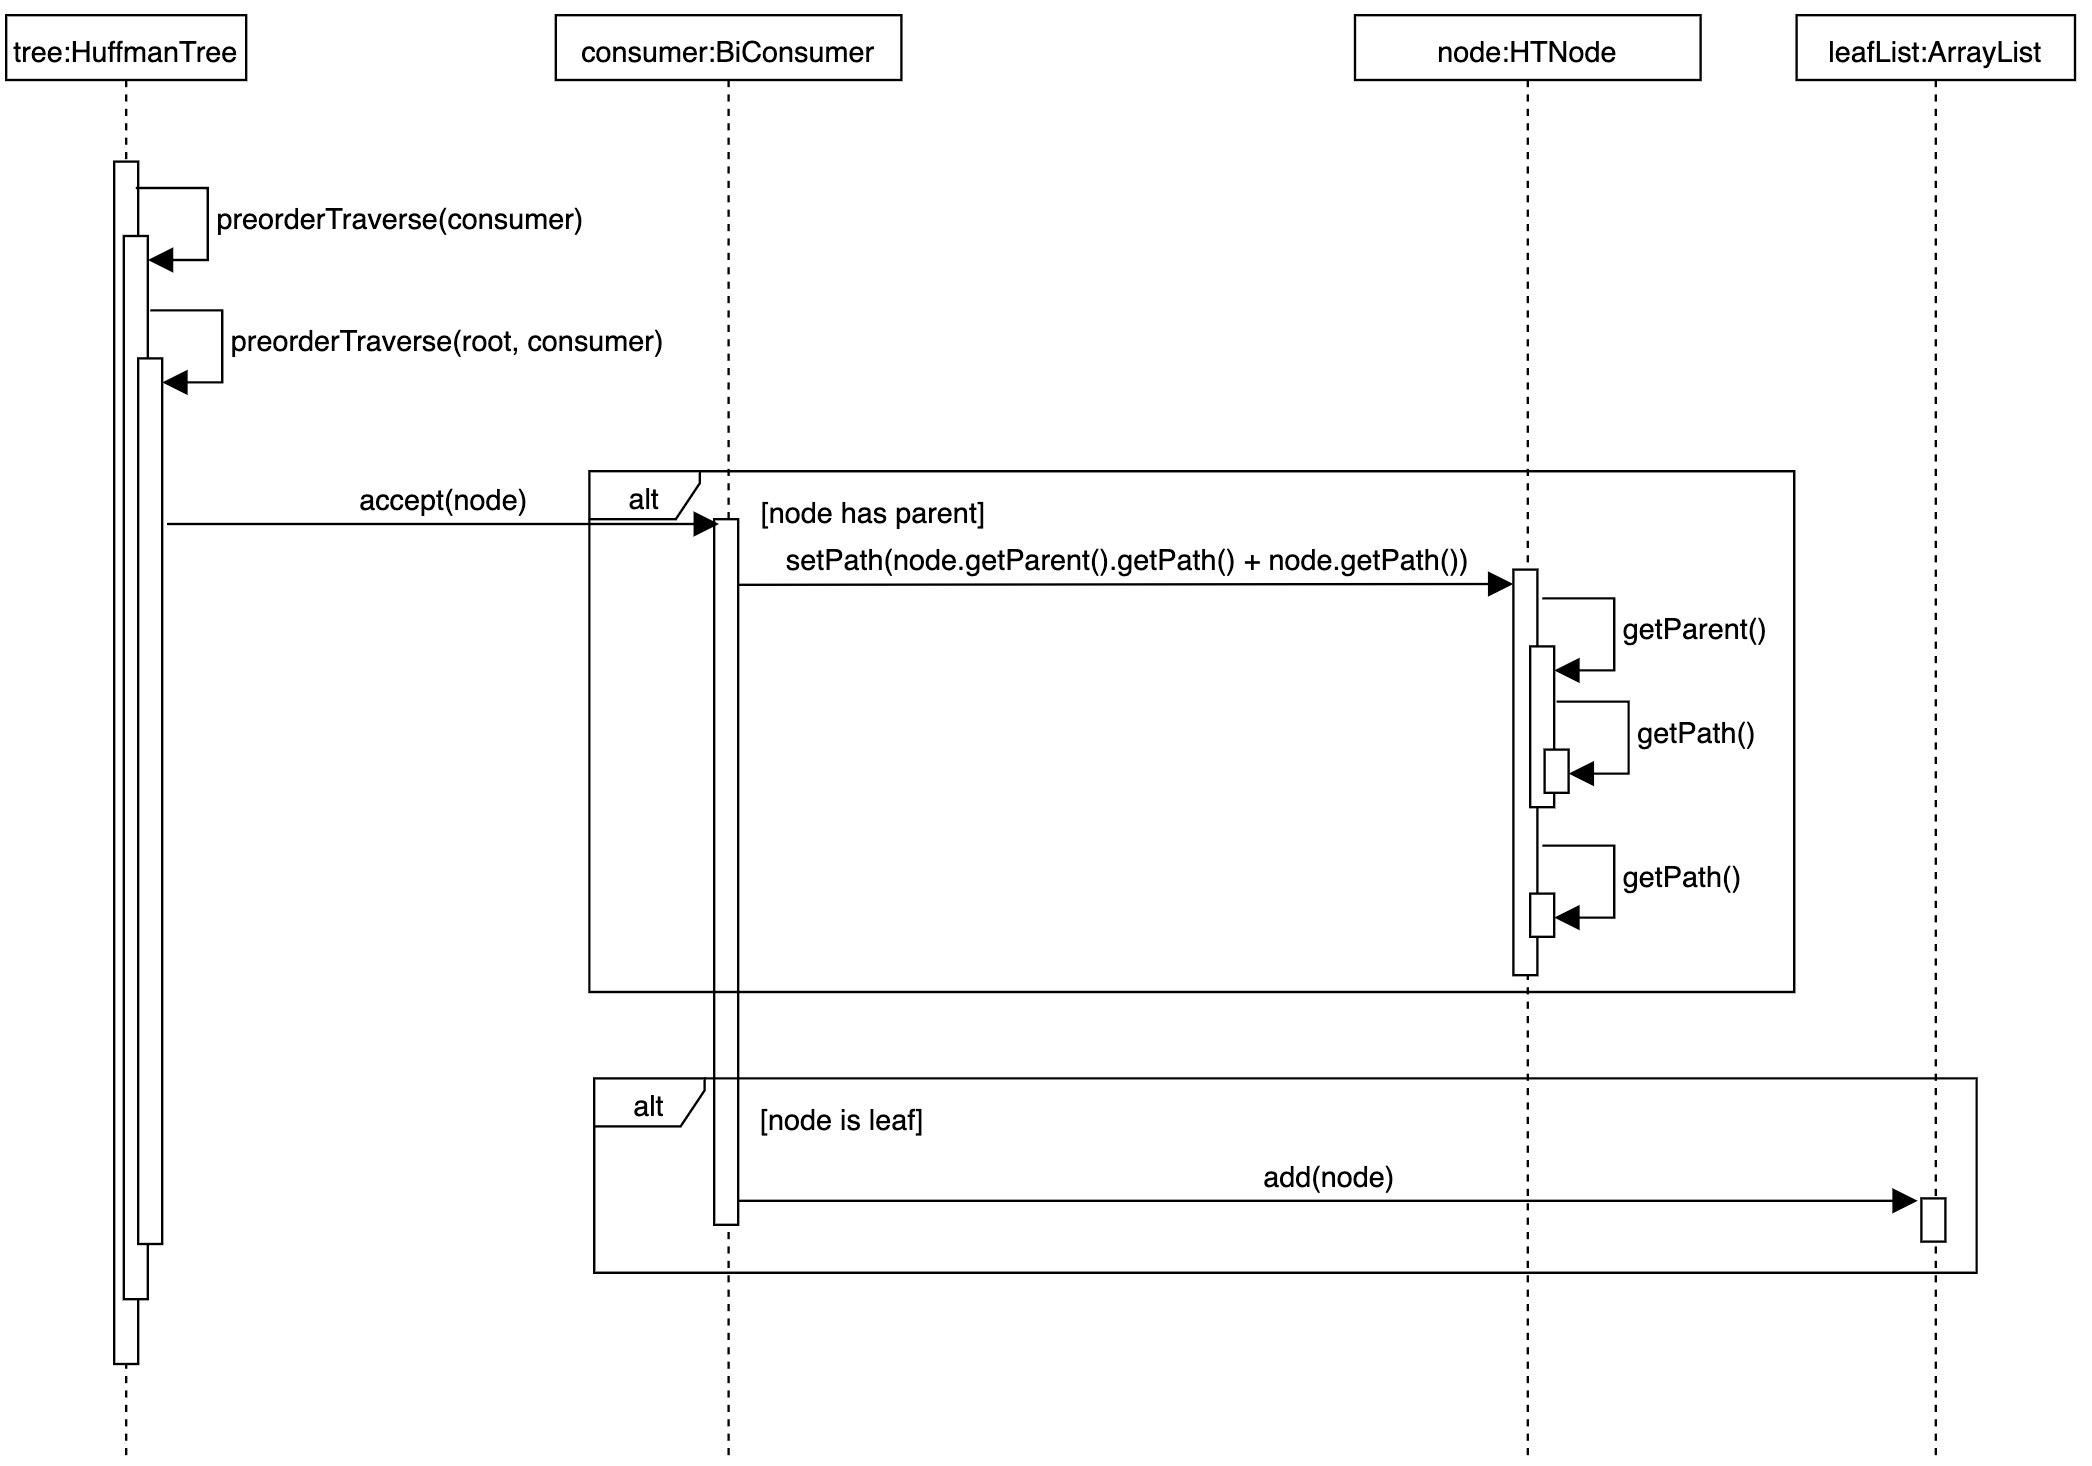 tree:HuffmanTree
consumer:BiConsumer
node:HTNode
leafList:ArrayList
preorderTraverse(consumer)
preorderTraverse(root, consumer)
accept(node)
alt
[node has parent]
setPath(node.getParent().getPath() + node.getPath())
getParent()
getPath()
getPath()
alt
[node is leaf]
add(node)